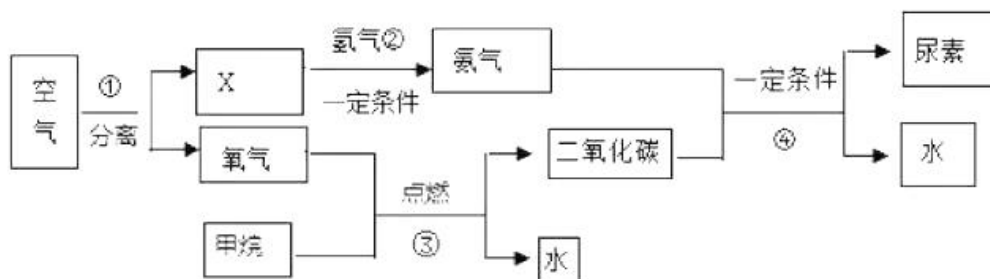 空气
①
分离
X
氧气
甲烷
氢气②
一定条件
氨气
点燃
③
二氧化碳
水
一定条件
④
尿素
水